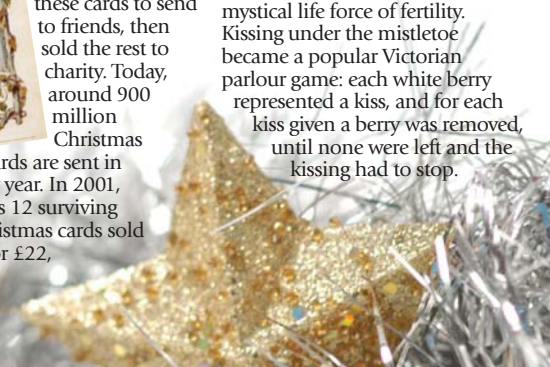 these cards to send
to friends, then
sold the rest to
charity. Today,
around 900
million
Christmas
are sent in
year. In 2001,
12 surviving
cards sold
£22,
mystical life force of fertility.
Kissing under the mistletoe
became a popular Victorian
parlour game: each white berry
represented a kiss, and for each
kiss given a berry was removed,
until none were left and the
kissing had to stop.